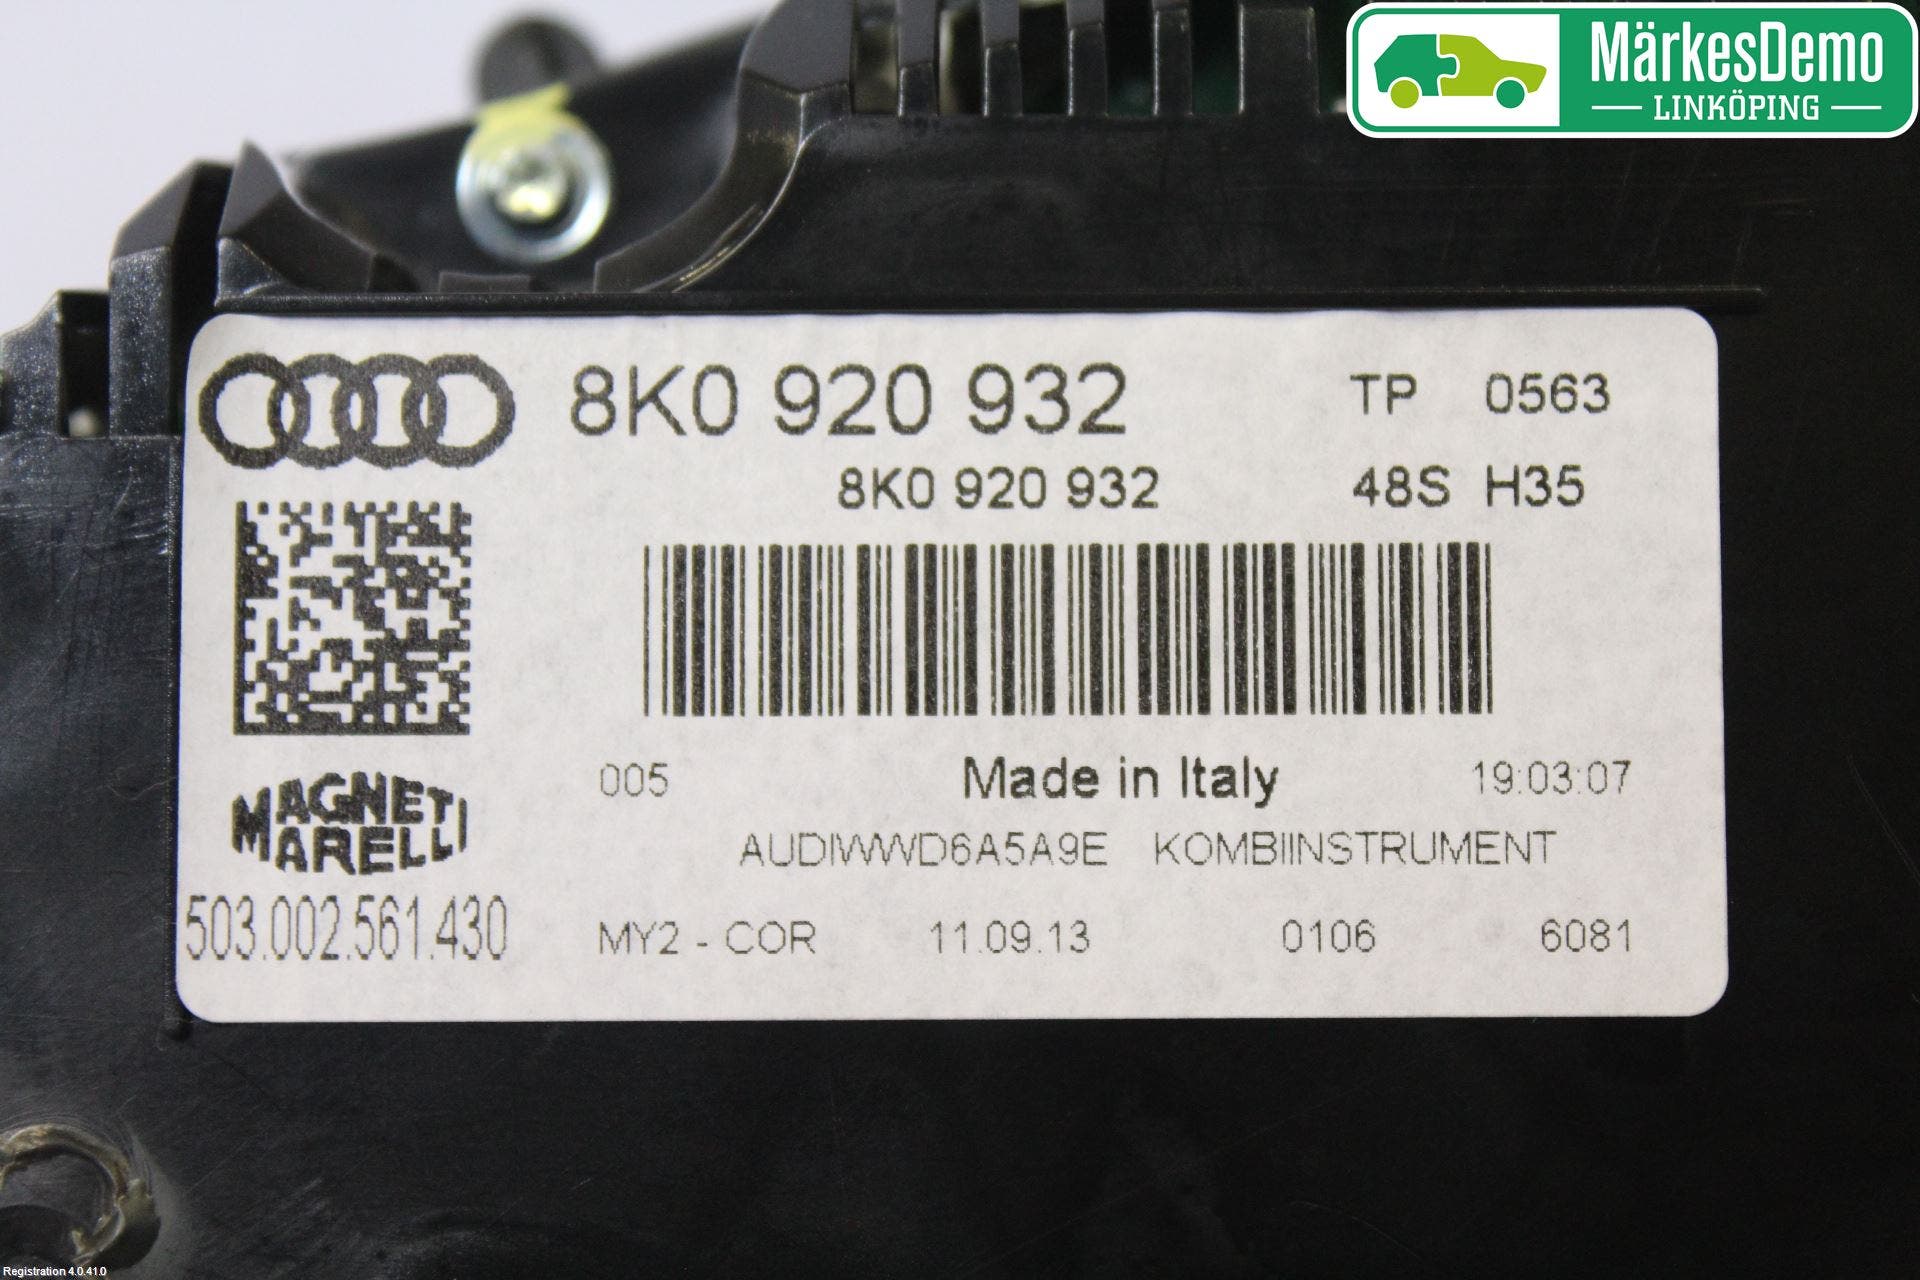 MärkesDemo
LINKÖPING
8K0 920 932 TP 0563
8K0 920 932 48S H35
005 Made in Italy 19:03:07
MAGNETI
MARELLI
AUDIWWD6A5A9E KOMBIINSTRUMENT
503.002.561.430 MY2 - COR 11.09.13 0106 6081
Registration 4.0.41.0